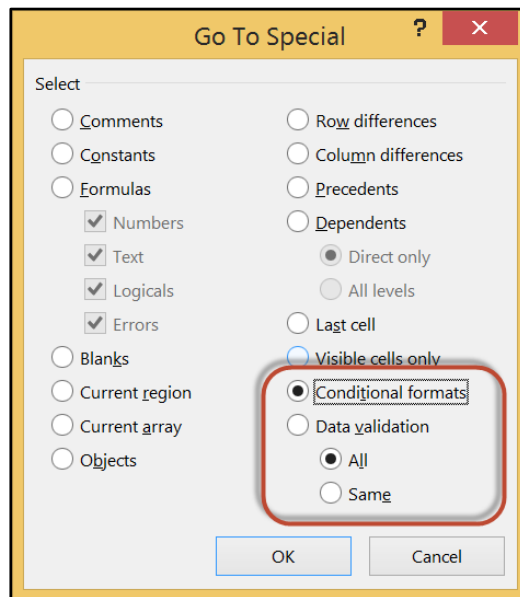 Go To Special
?
X
Select
Comments
Constants
Formulas
Numbers
Text
Logicals
Errors
Blanks
Current region
Current array
Objects
Row differences
Column differences
Precedents
Dependents
Direct only
All levels
Last cell
Visible cells only
Conditional formats
Data validation
All
Same
OK
Cancel